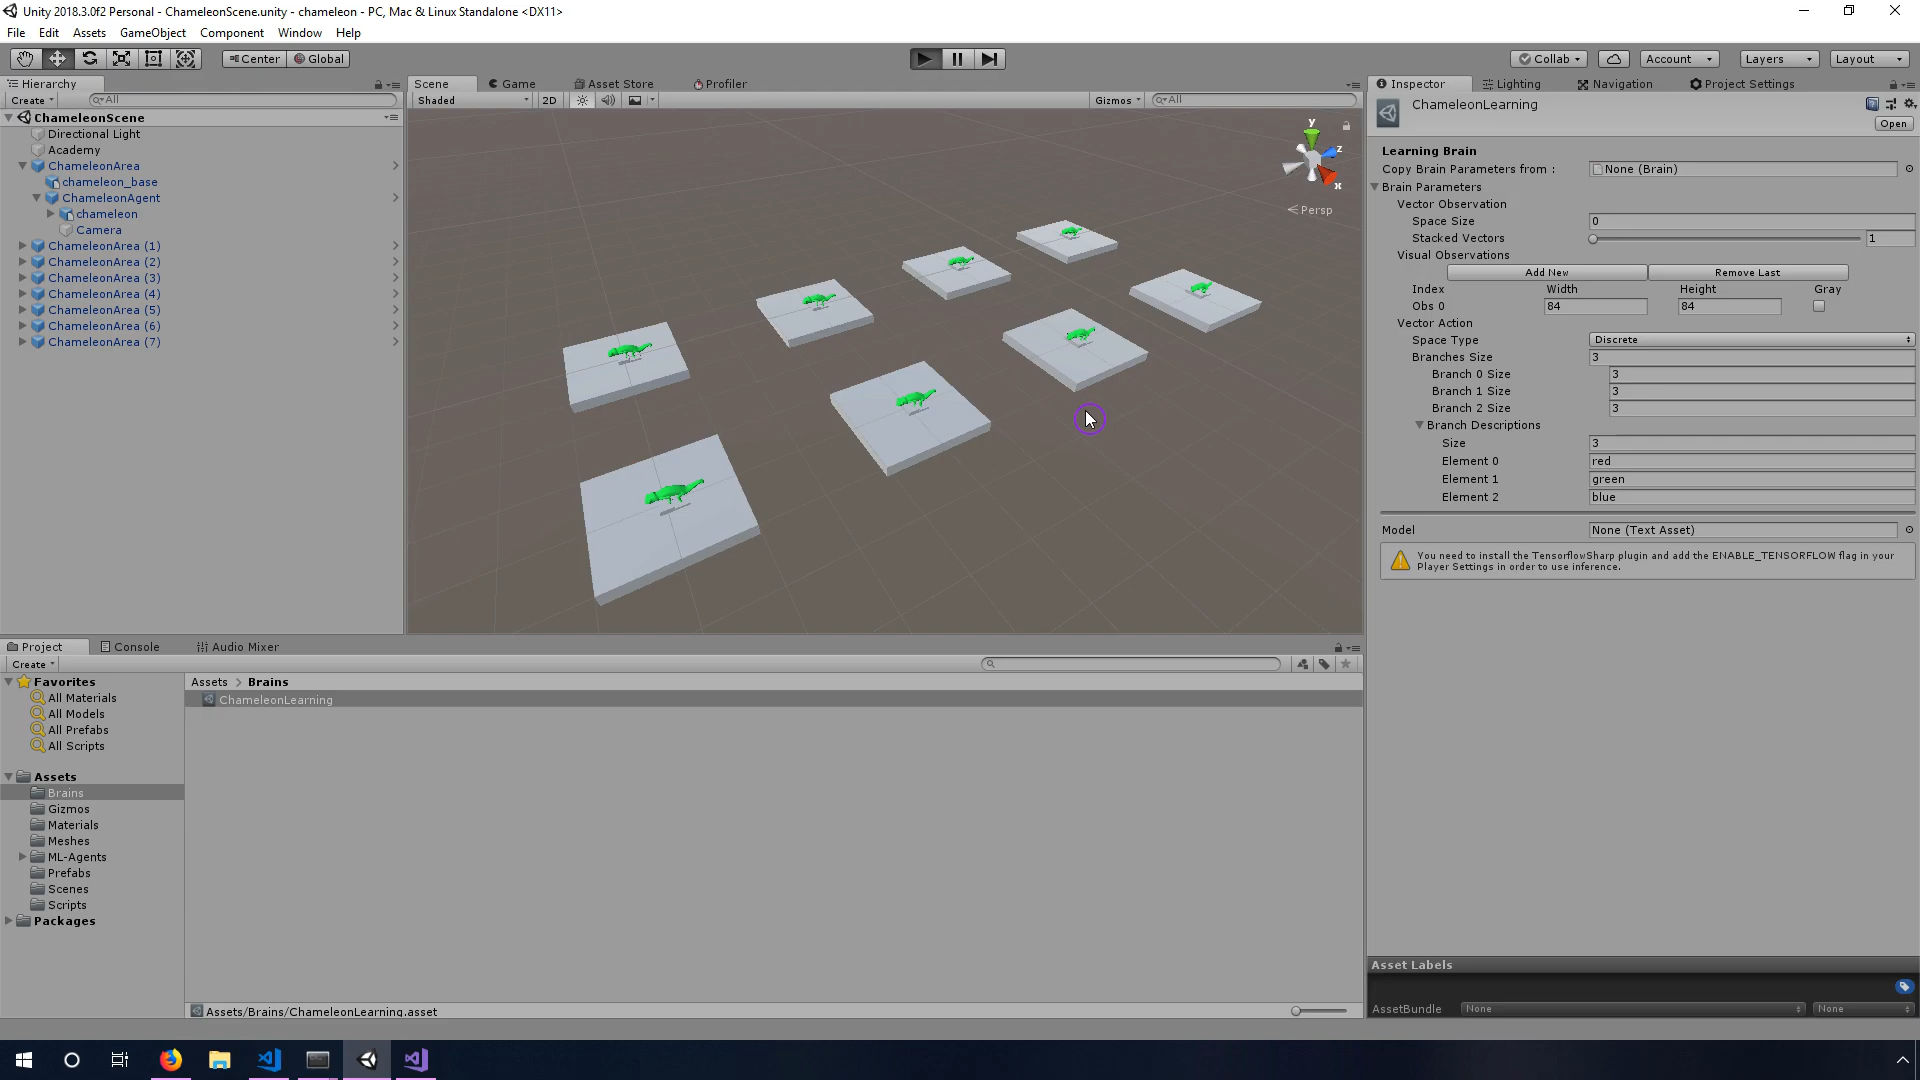 Unity 2018.3.0f2 Personal - ChameleonScene.unity - chameleon - PC, Mac & Linux Standalone <DX11>
File Edit Assets GameObject Component Window Help
Center Global Collab Account Layers Layout
Hierarchy
Create All
ChameleonScene
Directional Light
Academy
ChameleonArea
chameleon_base
ChameleonAgent
chameleon
Camera
ChameleonArea (1)
ChameleonArea (2)
ChameleonArea (3)
ChameleonArea (4)
ChameleonArea (5)
ChameleonArea (6)
ChameleonArea (7)
Scene Game Asset Store Profiler
Shaded 2D Gizmos All
y
z
x
Persp
Inspector Lighting Navigation Project Settings
ChameleonLearning
Open
Learning Brain
Copy Brain Parameters from : None (Brain)
Brain Parameters
Vector Observation
Space Size 0
Stacked Vectors 1
Visual Observations
Add New Remove Last
Index Width Height Gray
Obs 0 84 84
Vector Action
Space Type Discrete
Branches Size 3
Branch 0 Size 3
Branch 1 Size 3
Branch 2 Size 3
Branch Descriptions
Size 3
Element 0 red
Element 1 green
Element 2 blue
Model None (Text Asset)
You need to install the TensorflowSharp plugin and add the ENABLE_TENSORFLOW flag in your
Player Settings in order to use inference.
Asset Labels
AssetBundle None None
Project Console Audio Mixer
Create
Favorites
All Materials
All Models
All Prefabs
All Scripts
Assets
Brains
Gizmos
Materials
Meshes
ML-Agents
Prefabs
Scenes
Scripts
Packages
Assets > Brains
ChameleonLearning
Assets/Brains/ChameleonLearning.asset